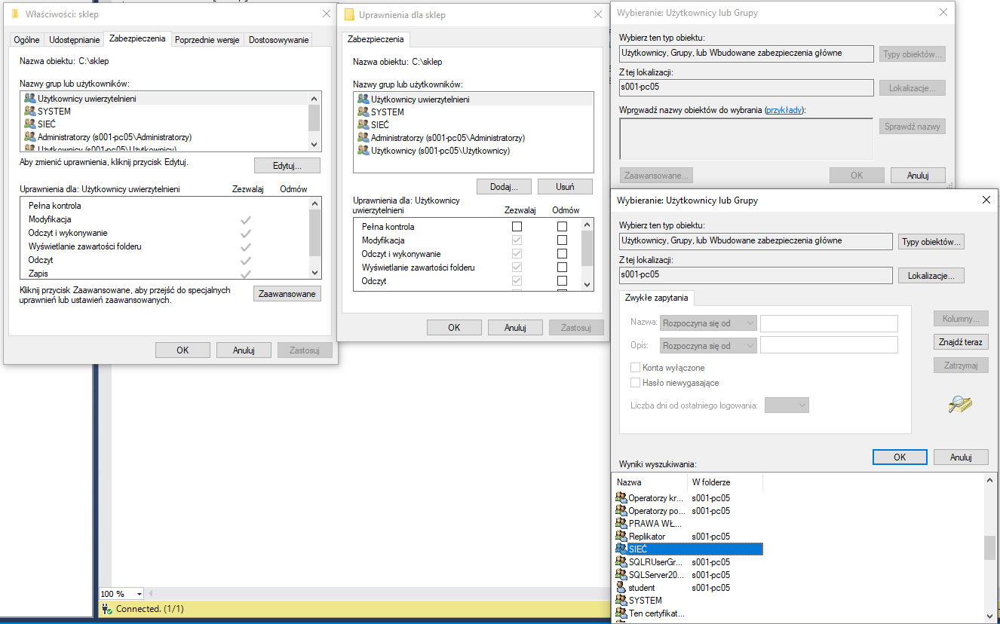 Właściwości: sklep
Ogólne Udostępnianie Zabezpieczenia Poprzednie wersje Dostosowywanie
Nazwa obiektu: C:\sklep
Nazwy grup lub użytkowników:
Użytkownicy uwierzytelnieni
SYSTEM
SIEĆ
Administratorzy (s001-pc05\Administratorzy)
Użytkownicy (s001-pc05\Użytkownicy)
Aby zmienić uprawnienia, kliknij przycisk Edytuj.
Edytuj...
Uprawnienia dla: Użytkownicy uwierzytelnieni Zezwalaj Odmów
Pełna kontrola
Modyfikacja
Odczyt i wykonywanie
Wyświetlanie zawartości folderu
Odczyt
Zapis
Kliknij przycisk Zaawansowane, aby przejść do specjalnych
uprawnień lub ustawień zaawansowanych.
Zaawansowane
OK Anuluj Zastosuj
Uprawnienia dla sklep
Zabezpieczenia
Nazwa obiektu: C:\sklep
Nazwy grup lub użytkowników:
Użytkownicy uwierzytelnieni
SYSTEM
SIEĆ
Administratorzy (s001-pc05\Administratorzy)
Użytkownicy (s001-pc05\Użytkownicy)
Dodaj... Usuń
Uprawnienia dla: Użytkownicy
uwierzytelnieni Zezwalaj Odmów
Pełna kontrola
Modyfikacja
Odczyt i wykonywanie
Wyświetlanie zawartości folderu
Odczyt
OK Anuluj Zastosuj
Wybieranie: Użytkownicy lub Grupy
Wybierz ten typ obiektu:
Użytkownicy, Grupy, lub Wbudowane zabezpieczenia główne Typy obiektów...
Z tej lokalizacji:
s001-pc05 Lokalizacje...
Wprowadź nazwy obiektów do wybrania (przykłady):
Sprawdź nazwy
Zaawansowane... OK Anuluj
Wybieranie: Użytkownicy lub Grupy
Wybierz ten typ obiektu:
Użytkownicy, Grupy, lub Wbudowane zabezpieczenia główne Typy obiektów...
Z tej lokalizacji:
s001-pc05 Lokalizacje...
Zwykłe zapytania
Nazwa: Rozpoczyna się od
Opis: Rozpoczyna się od
Konta wyłączone
Hasło niewygasające
Liczba dni od ostatniego logowania:
Kolumny...
Znajdź teraz
Zatrzymaj
OK Anuluj
Wyniki wyszukiwania:
Nazwa W folderze
Operatorzy kr... s001-pc05
Operatorzy po... s001-pc05
PRAWA WŁ...
Replikator s001-pc05
SIEĆ
SQLRUserGr... s001-pc05
SQLServer20... s001-pc05
student s001-pc05
SYSTEM
Ten certyfikat...
100 %
Connected. (1/1)